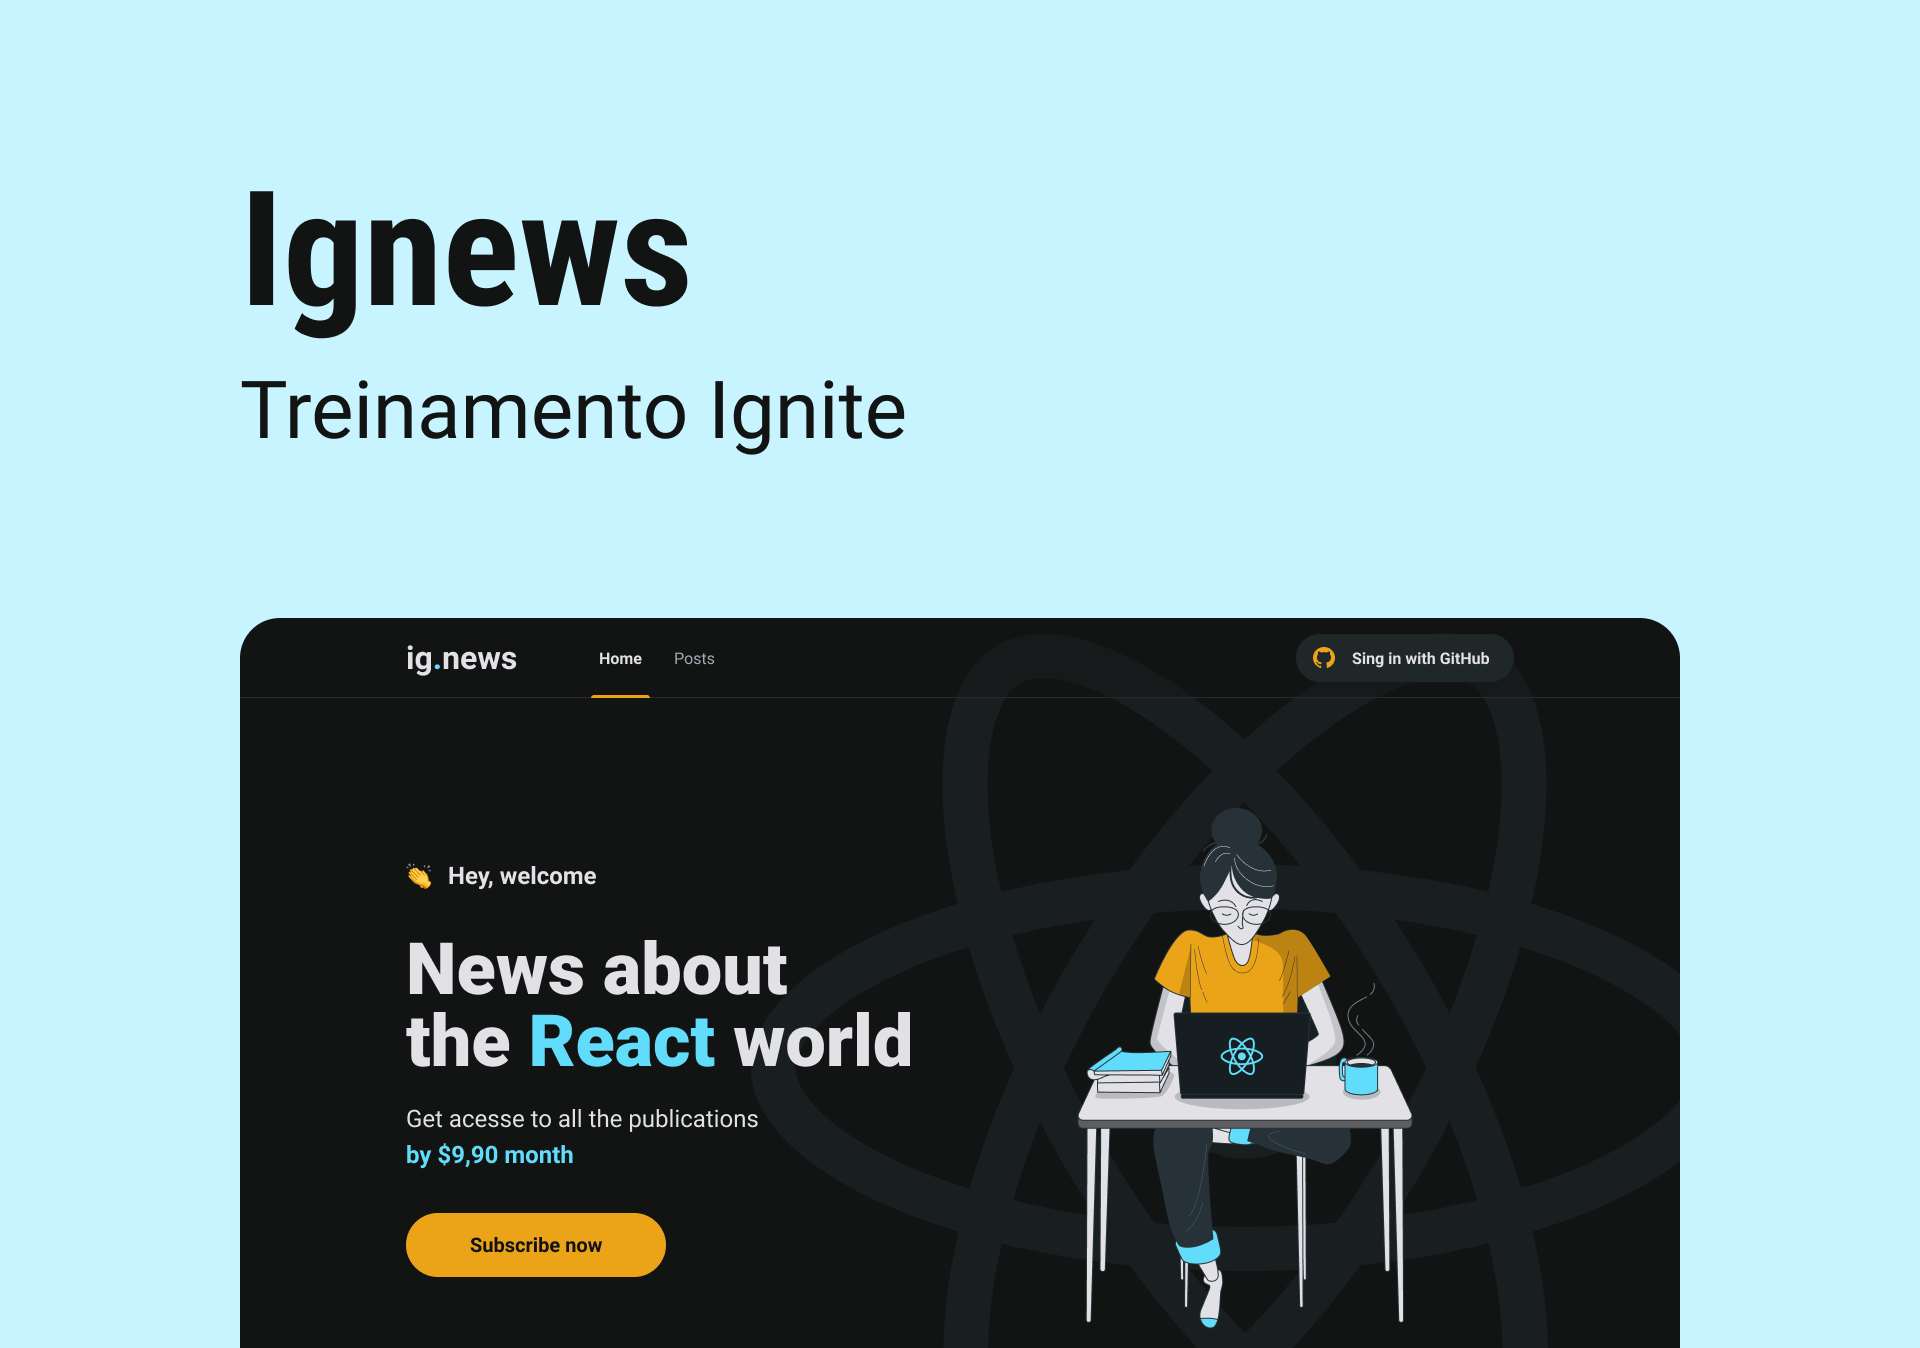 Ignews
Treinamento Ignite
ig.news
Home
Posts
Sing in with GitHub
👏 Hey, welcome
News about
the React world
Get acesse to all the publications
by $9,90 month
Subscribe now